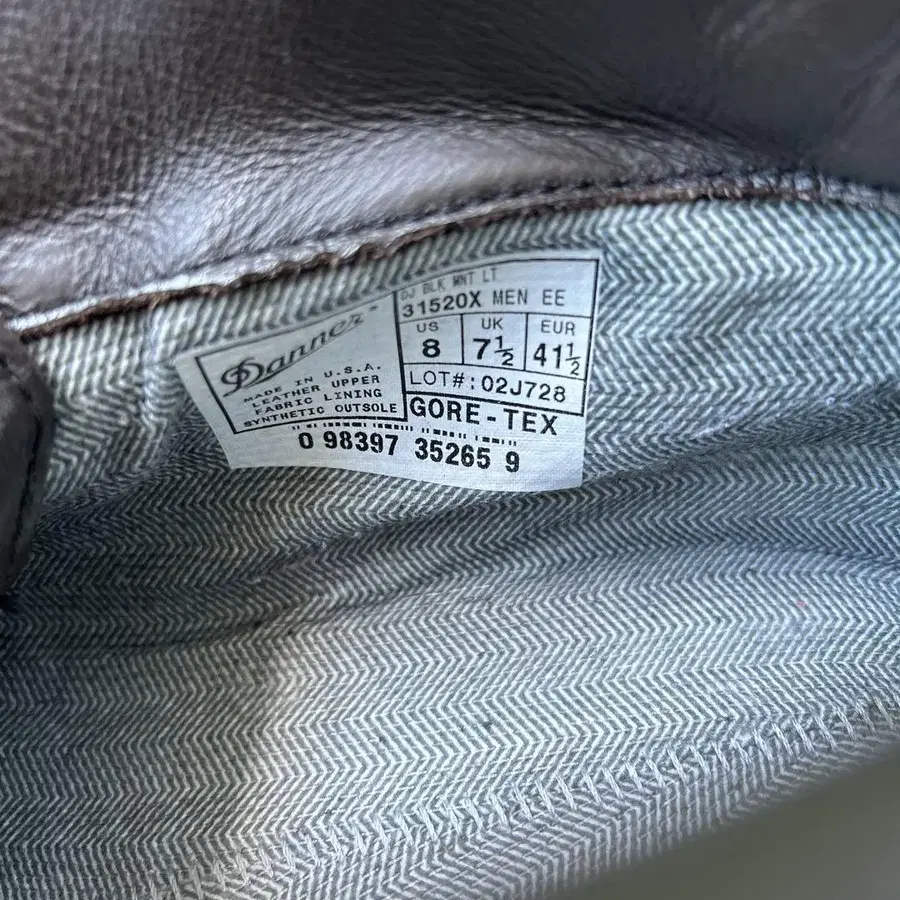 Danner
MADE IN U.S.A.
LEATHER UPPER
FABRIC LINING
SYNTHETIC OUTSOLE
DJ BLK MNT LT
31520X MEN EE
US UK EUR
8 7½ 41½
LOT#: 02J728
GORE-TEX
0 98397 35265 9